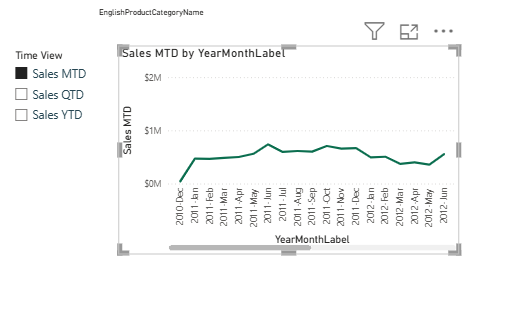 EnglishProductCategoryName
Time View
Sales MTD
Sales QTD
Sales YTD
Sales MTD by YearMonthLabel
Sales MTD
$2M
$1M
$0M
2010-Dec
2011-Jan
2011-Feb
2011-Mar
2011-Apr
2011-May
2011-Jun
2011-Jul
2011-Aug
2011-Sep
2011-Oct
2011-Nov
2011-Dec
2012-Jan
2012-Feb
2012-Mar
2012-Apr
2012-May
2012-Jun
YearMonthLabel